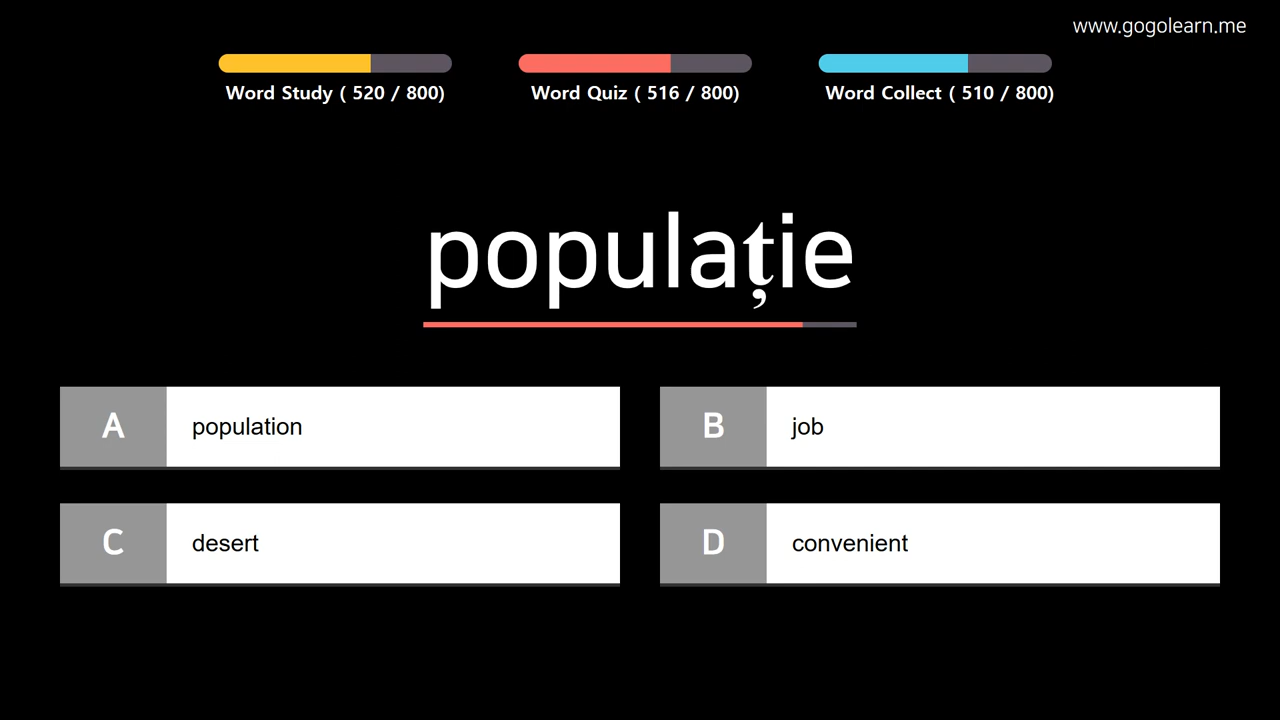 www.gogolearn.me
Word Study ( 520 / 800)
Word Quiz ( 516 / 800)
Word Collect ( 510 / 800)
populație
A
population
B
job
C
desert
D
convenient